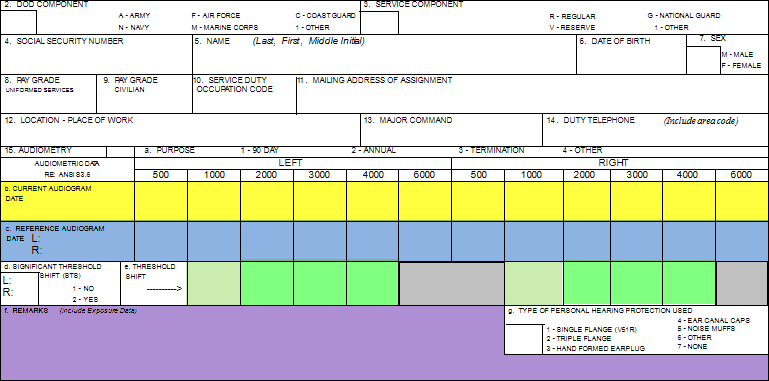 2. DOD COMPONENT
A - ARMY F - AIR FORCE C - COAST GUARD
N - NAVY M - MARINE CORPS 1 - OTHER
3. SERVICE COMPONENT
R - REGULAR G - NATIONAL GUARD
V - RESERVE 1 - OTHER
4. SOCIAL SECURITY NUMBER
5. NAME (Last, First, Middle Initial)
6. DATE OF BIRTH
7. SEX
M - MALE
F - FEMALE
8. PAY GRADE
UNIFORMED SERVICES
9. PAY GRADE
CIVILIAN
10. SERVICE DUTY
OCCUPATION CODE
11. MAILING ADDRESS OF ASSIGNMENT
12. LOCATION - PLACE OF WORK
13. MAJOR COMMAND
14. DUTY TELEPHONE (Include area code)
15. AUDIOMETRY a. PURPOSE 1 - 90 DAY 2 - ANNUAL 3 - TERMINATION 4 - OTHER
AUDIOMETRIC DATA
RE: ANSI S3.6
LEFT RIGHT
500 1000 2000 3000 4000 6000 500 1000 2000 3000 4000 6000
b. CURRENT AUDIOGRAM
DATE
c. REFERENCE AUDIOGRAM
DATE L:
R:
d. SIGNIFICANT THRESHOLD
SHIFT (STS)
L:
R:
1 - NO
2 - YES
e. THRESHOLD
SHIFT
---------->
f. REMARKS (Include Exposure Data)
g. TYPE OF PERSONAL HEARING PROTECTION USED
1 - SINGLE FLANGE (V51R)
2 - TRIPLE FLANGE
3 - HAND FORMED EARPLUG
4 - EAR CANAL CAPS
5 - NOISE MUFFS
6 - OTHER
7 - NONE